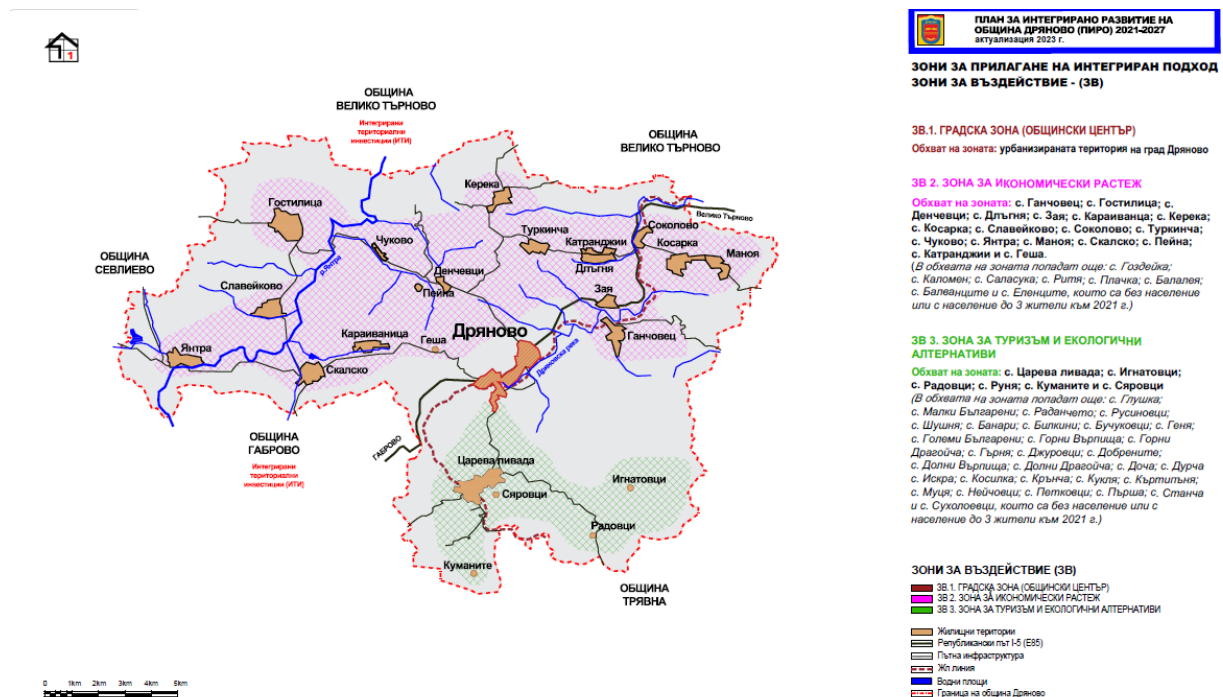 1
ПЛАН ЗА ИНТЕГРИРАНО РАЗВИТИЕ НА
ОБЩИНА ДРЯНОВО (ПИРО) 2021-2027
актуализация 2023 г.
ЗОНИ ЗА ПРИЛАГАНЕ НА ИНТЕГРИРАН ПОДХОД
ЗОНИ ЗА ВЪЗДЕЙСТВИЕ - (ЗВ)
ЗВ.1. ГРАДСКА ЗОНА (ОБЩИНСКИ ЦЕНТЪР)
Обхват на зоната: урбанизираната територия на град Дряново
ЗВ 2. ЗОНА ЗА ИКОНОМИЧЕСКИ РАСТЕЖ
Обхват на зоната: с. Ганчовец; с. Гостилица; с.
Денчевци; с. Длъгня; с. Зая; с. Караиванца; с. Керека;
с. Косарка; с. Славейково; с. Соколово; с. Туркинча;
с. Чуково; с. Янтра; с. Маноя; с. Скалско; с. Пейна;
с. Катранджии и с. Геша.
(В обхвата на зоната попадат още: с. Гоздейка;
с. Каломен; с. Саласука; с. Ритя; с. Плачка; с. Балалея;
с. Балванците и с. Еленците, които са без население
или с население до 3 жители към 2021 г.)
ЗВ 3. ЗОНА ЗА ТУРИЗЪМ И ЕКОЛОГИЧНИ
АЛТЕРНАТИВИ
Обхват на зоната: с. Царева ливада; с. Игнатовци;
с. Радовци; с. Руня; с. Куманите и с. Сяровци
(В обхвата на зоната попадат още: с. Глушка;
с. Малки Българени; с. Раданчето; с. Русиновци;
с. Шушня; с. Банари; с. Билкини; с. Бучуковци; с. Геня;
с. Големи Българени; с. Горни Върпища; с. Горни
Драгойча; с. Гърня; с. Джуровци; с. Добрените;
с. Долни Върпища; с. Долни Драгойча; с. Доча; с. Дурча
с. Искра; с. Косилка; с. Крънча; с. Кукля; с. Къртипъня;
с. Муця; с. Нейчовци; с. Петковци; с. Пърша; с. Станча
и с. Сухолоевци, които са без население или с
население до 3 жители към 2021 г.)
ЗОНИ ЗА ВЪЗДЕЙСТВИЕ (ЗВ)
ЗВ.1. ГРАДСКА ЗОНА (ОБЩИНСКИ ЦЕНТЪР)
ЗВ 2. ЗОНА ЗА ИКОНОМИЧЕСКИ РАСТЕЖ
ЗВ 3. ЗОНА ЗА ТУРИЗЪМ И ЕКОЛОГИЧНИ АЛТЕРНАТИВИ
Жилищни територии
Републикански път I-5 (E85)
Пътна инфраструктура
Жп линия
Водни площи
Граница на община Дряново
ОБЩИНА
ВЕЛИКО ТЪРНОВО
Интегрирани
териториални
инвестиции (ИТИ)
ОБЩИНА
ВЕЛИКО ТЪРНОВО
Керека
Гостилица
Велико Търново
Соколово
Туркинча
Косарка
Чуково
Катранджии
Маноя
ОБЩИНА
СЕВЛИЕВО
р.Янтра
Длъгня
Денчевци
Славейково
Пейна
Зая
Караиваница
Дряново
Ганчовец
Геша
Янтра
Скалско
Дряновска река
ОБЩИНА
ГАБРОВО
ГАБРОВО
Интегрирани
териториални
инвестиции (ИТИ)
Царева ливада
Игнатовци
Сяровци
Радовци
Куманите
ОБЩИНА
ТРЯВНА
0 1km 2km 3km 5km